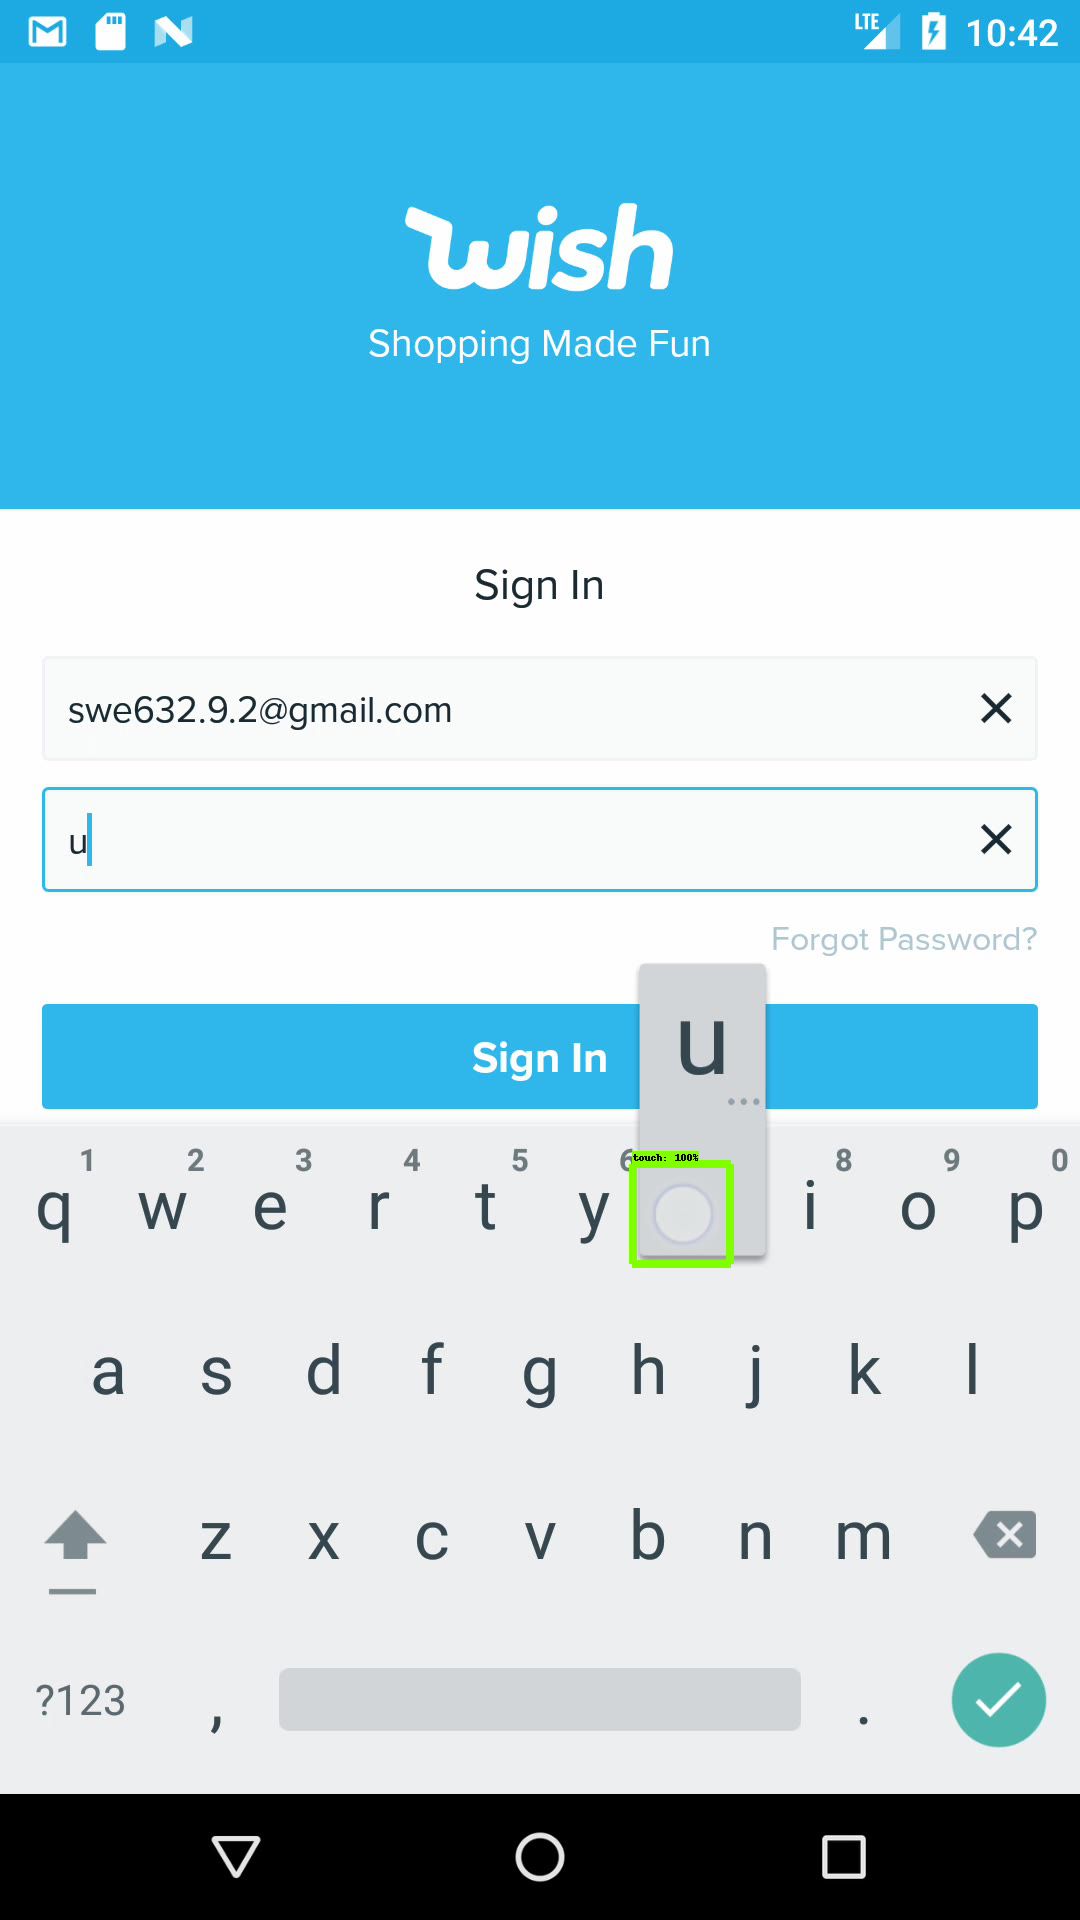 LTE 10:42
wish
Shopping Made Fun
Sign In
swe632.9.2@gmail.com
u
Forgot Password?
Sign In
u
...
touch: 100%
1 2 3 4 5 6 8 9 0
q w e r t y i o p
a s d f g h j k l
z x c v b n m
?123 , .